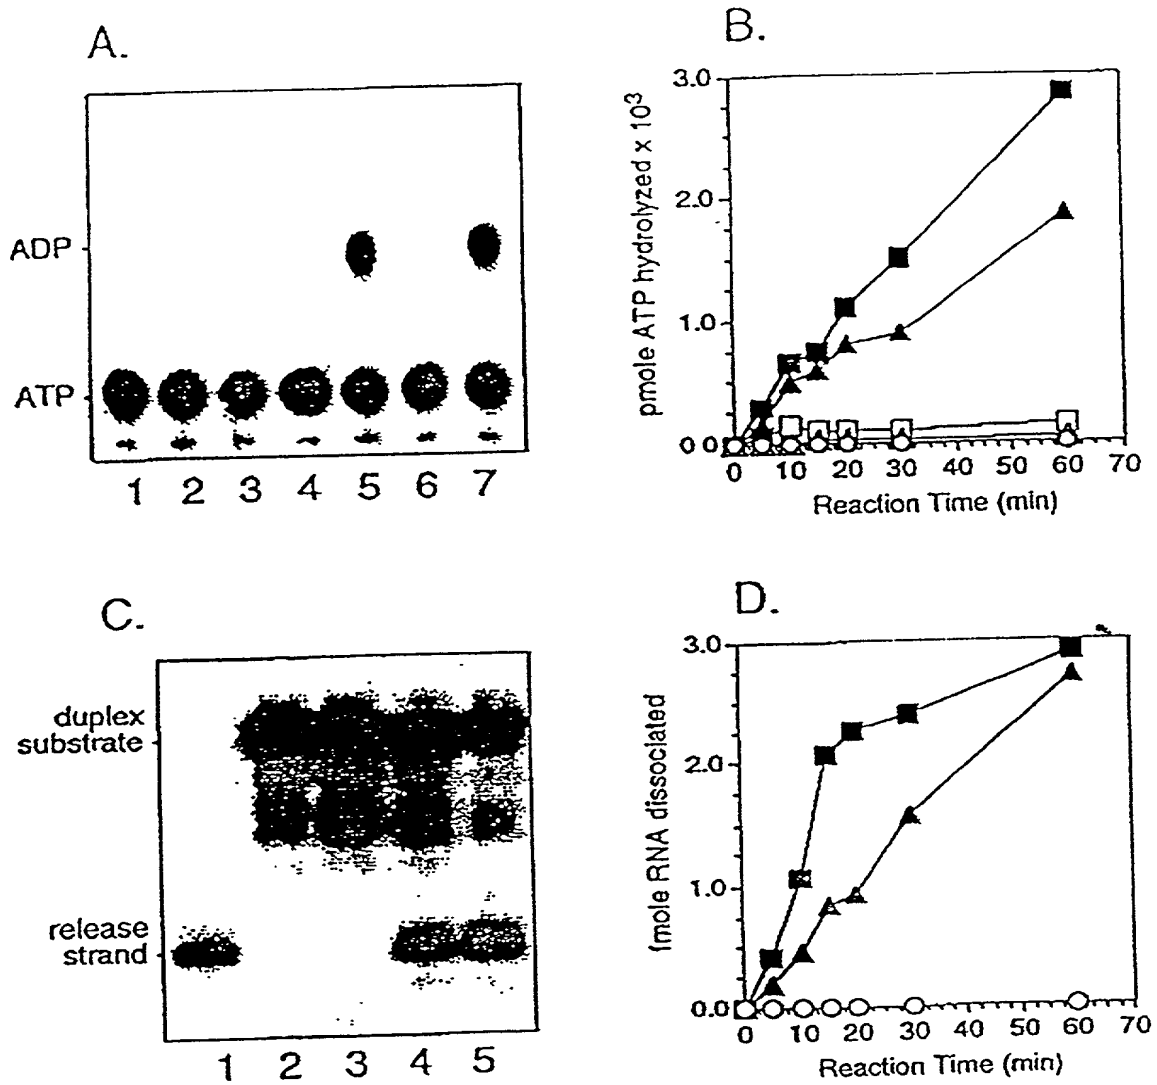 A.
ADP
ATP
1 2 3 4 5 6 7
B.
pmole ATP hydrolyzed x 10³
3.0
2.0
1.0
0.0
0 10 20 30 40 50 60 70
Reaction Time (min)
C.
duplex
substrate
release
strand
1 2 3 4 5
D.
fmole RNA dissociated
3.0
2.0
1.0
0.0
0 10 20 30 40 50 60 70
Reaction Time (min)